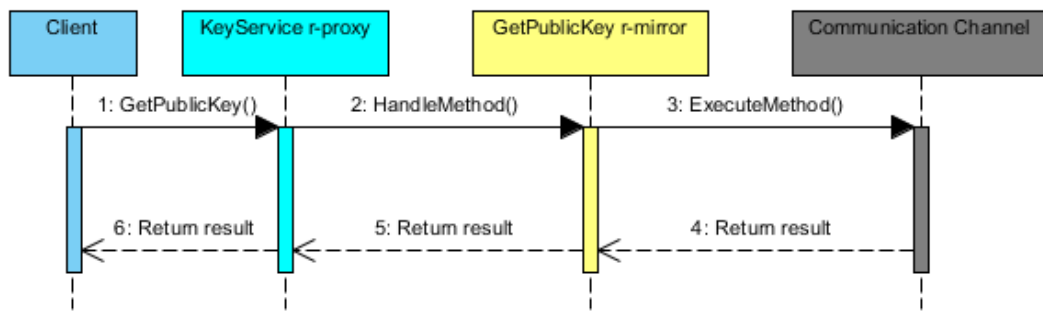 Client
KeyService r-proxy
GetPublicKey r-mirror
Communication Channel
1: GetPublicKey()
2: HandleMethod()
3: ExecuteMethod()
6: Return result
5: Return result
4: Return result